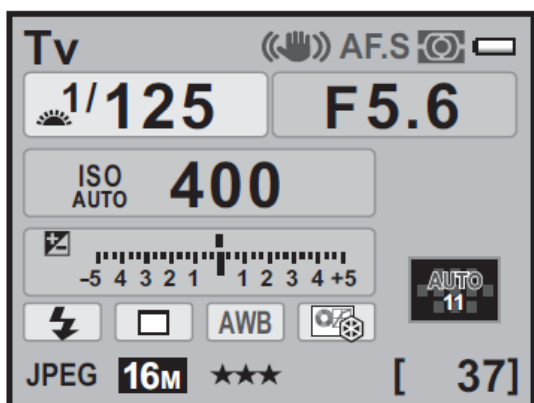 Tv AF.S
1/125 F5.6
ISO AUTO 400
-5 4 3 2 1 1 2 3 4 +5
AUTO 11
AWB
JPEG 16M ★★★ [ 37]